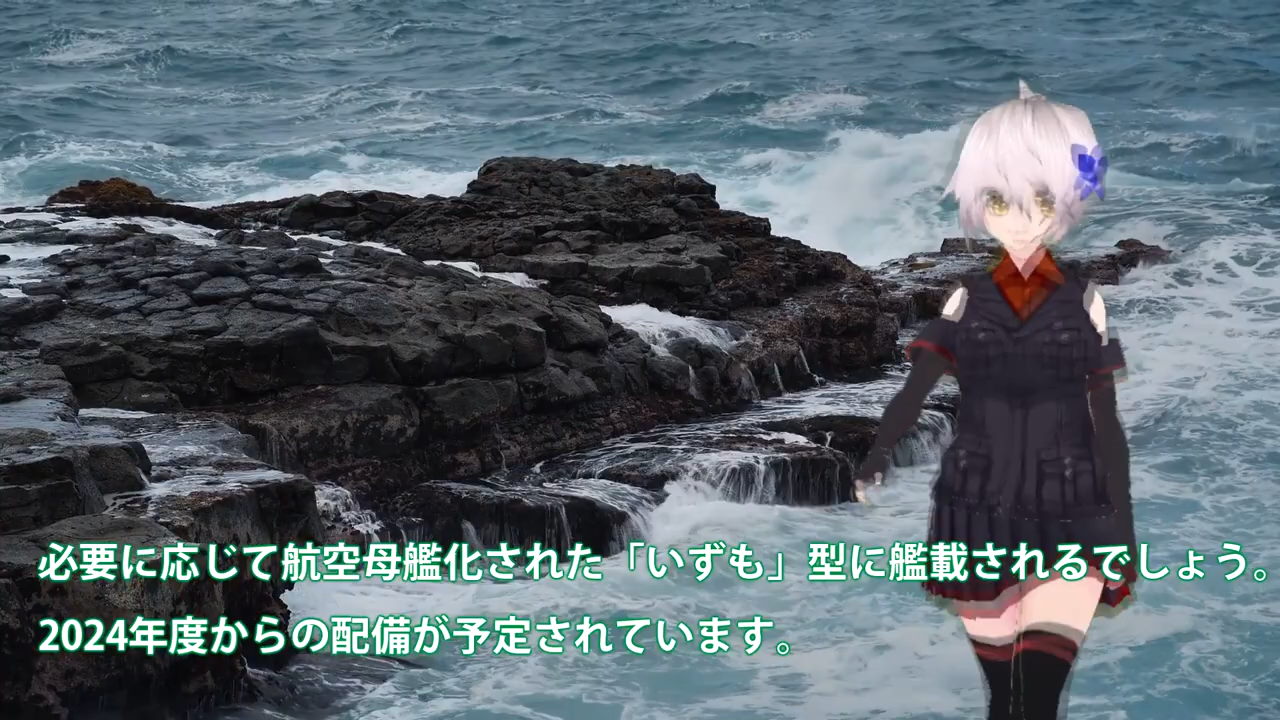 必要に応じて航空母艦化された「いずも」型に艦載されるでしょう。
2024年度からの配備が予定されています。